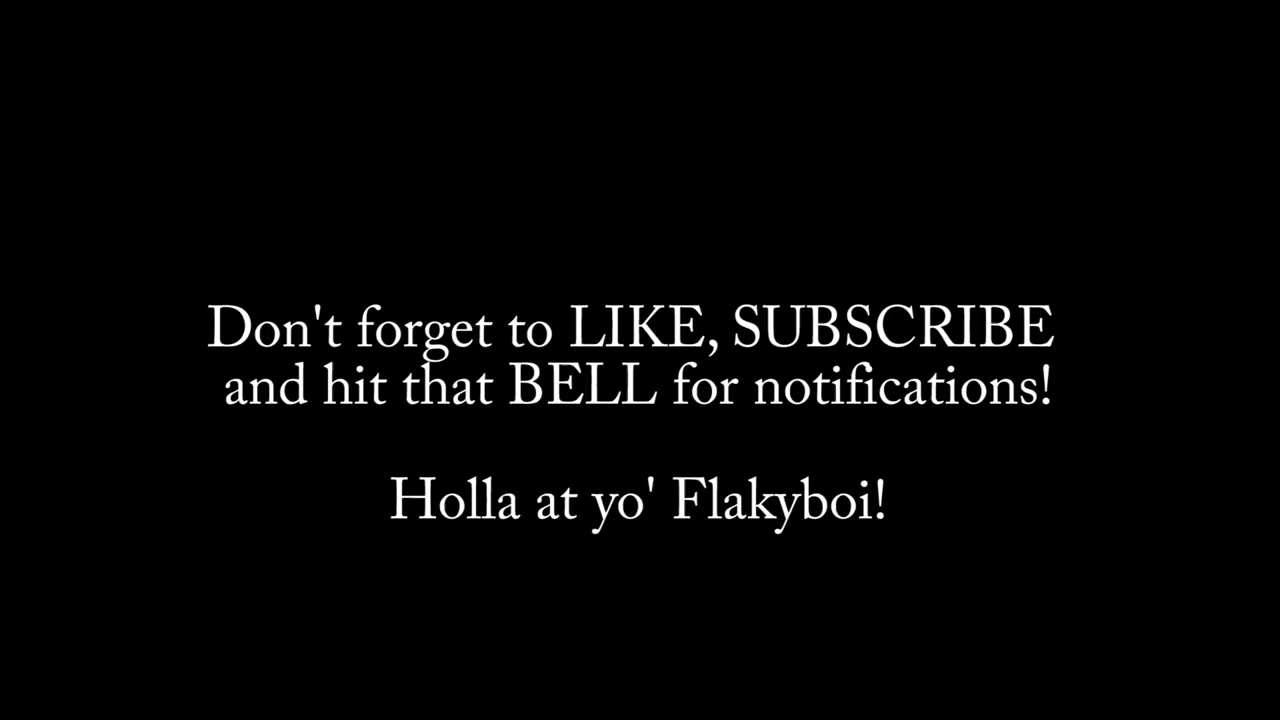 Don't forget to LIKE, SUBSCRIBE
and hit that BELL for notifications!
Holla at yo' Flakyboi!